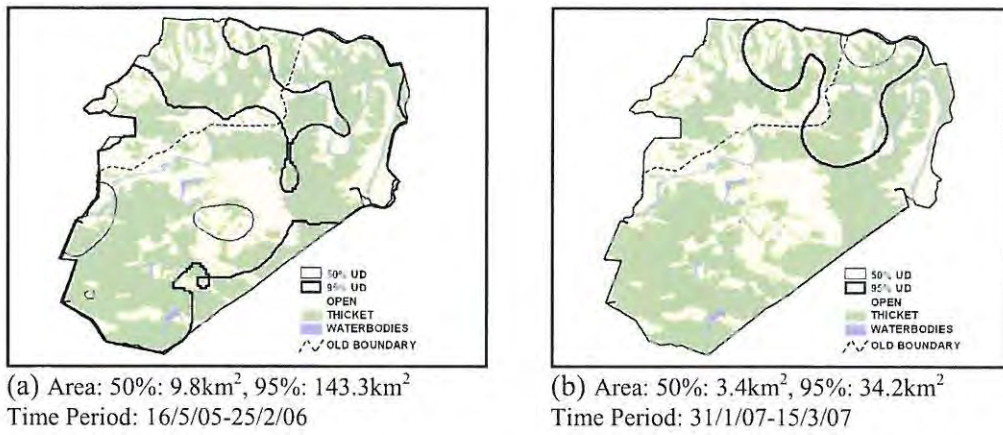 50% UD
95% UD
OPEN
THICKET
WATERBODIES
OLD BOUNDARY
50% UD
95% UD
OPEN
THICKET
WATERBODIES
OLD BOUNDARY
(a) Area: 50%: 9.8km², 95%: 143.3km²
Time Period: 16/5/05-25/2/06
(b) Area: 50%: 3.4km², 95%: 34.2km²
Time Period: 31/1/07-15/3/07